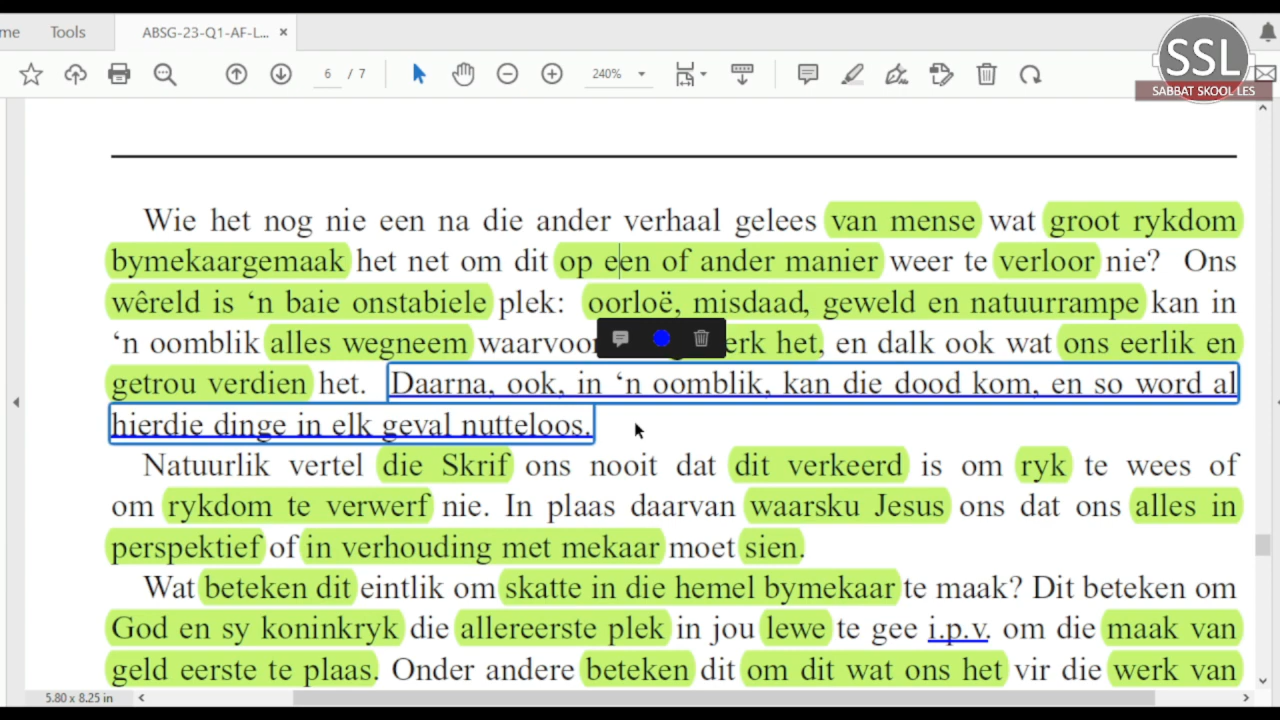 me Tools ABSG-23-Q1-AF-L... ×
SSL
SABBAT SKOOL LES
6 / 7 240%
Wie het nog nie een na die ander verhaal gelees van mense wat groot rykdom
bymekaargemaak het net om dit op een of ander manier weer te verloor nie? Ons
wêreld is ‘n baie onstabiele plek: oorloë, misdaad, geweld en natuurrampe kan in
‘n oomblik alles wegneem waarvoor erk het, en dalk ook wat ons eerlik en
getrou verdien het. Daarna, ook, in ‘n oomblik, kan die dood kom, en so word al
hierdie dinge in elk geval nutteloos.
Natuurlik vertel die Skrif ons nooit dat dit verkeerd is om ryk te wees of
om rykdom te verwerf nie. In plaas daarvan waarsku Jesus ons dat ons alles in
perspektief of in verhouding met mekaar moet sien.
Wat beteken dit eintlik om skatte in die hemel bymekaar te maak? Dit beteken om
God en sy koninkryk die allereerste plek in jou lewe te gee i.p.v. om die maak van
geld eerste te plaas. Onder andere beteken dit om dit wat ons het vir die werk van
5.80 x 8.25 in